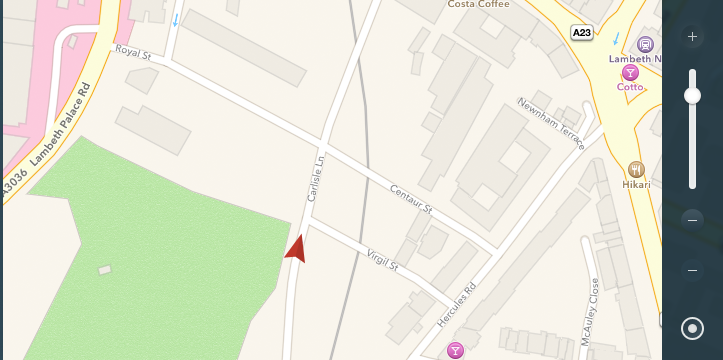 Costa Coffee
A23
Lambeth N
Cotto
Royal St
Lambeth Palace Rd
A3036
Newnham Terrace
Hikari
Carlisle Ln
Centaur St
Virgil St
Hercules Rd
McAuley Close